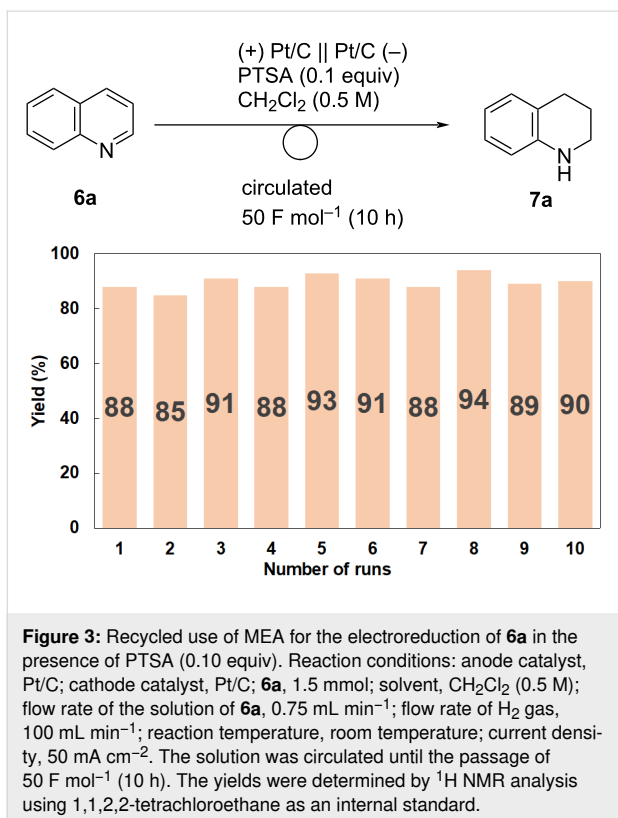 (+) Pt/C || Pt/C (–)
PTSA (0.1 equiv)
CH₂Cl₂ (0.5 M)
N
6a
circulated
50 F mol⁻¹ (10 h)
N
H
7a
Yield (%)
100
80
60
40
20
0
88 85 91 88 93 91 88 94 89 90
1 2 3 4 5 6 7 8 9 10
Number of runs
Figure 3: Recycled use of MEA for the electroreduction of 6a in the
presence of PTSA (0.10 equiv). Reaction conditions: anode catalyst,
Pt/C; cathode catalyst, Pt/C; 6a, 1.5 mmol; solvent, CH₂Cl₂ (0.5 M);
flow rate of the solution of 6a, 0.75 mL min⁻¹; flow rate of H₂ gas,
100 mL min⁻¹; reaction temperature, room temperature; current densi-
ty, 50 mA cm⁻². The solution was circulated until the passage of
50 F mol⁻¹ (10 h). The yields were determined by ¹H NMR analysis
using 1,1,2,2-tetrachloroethane as an internal standard.